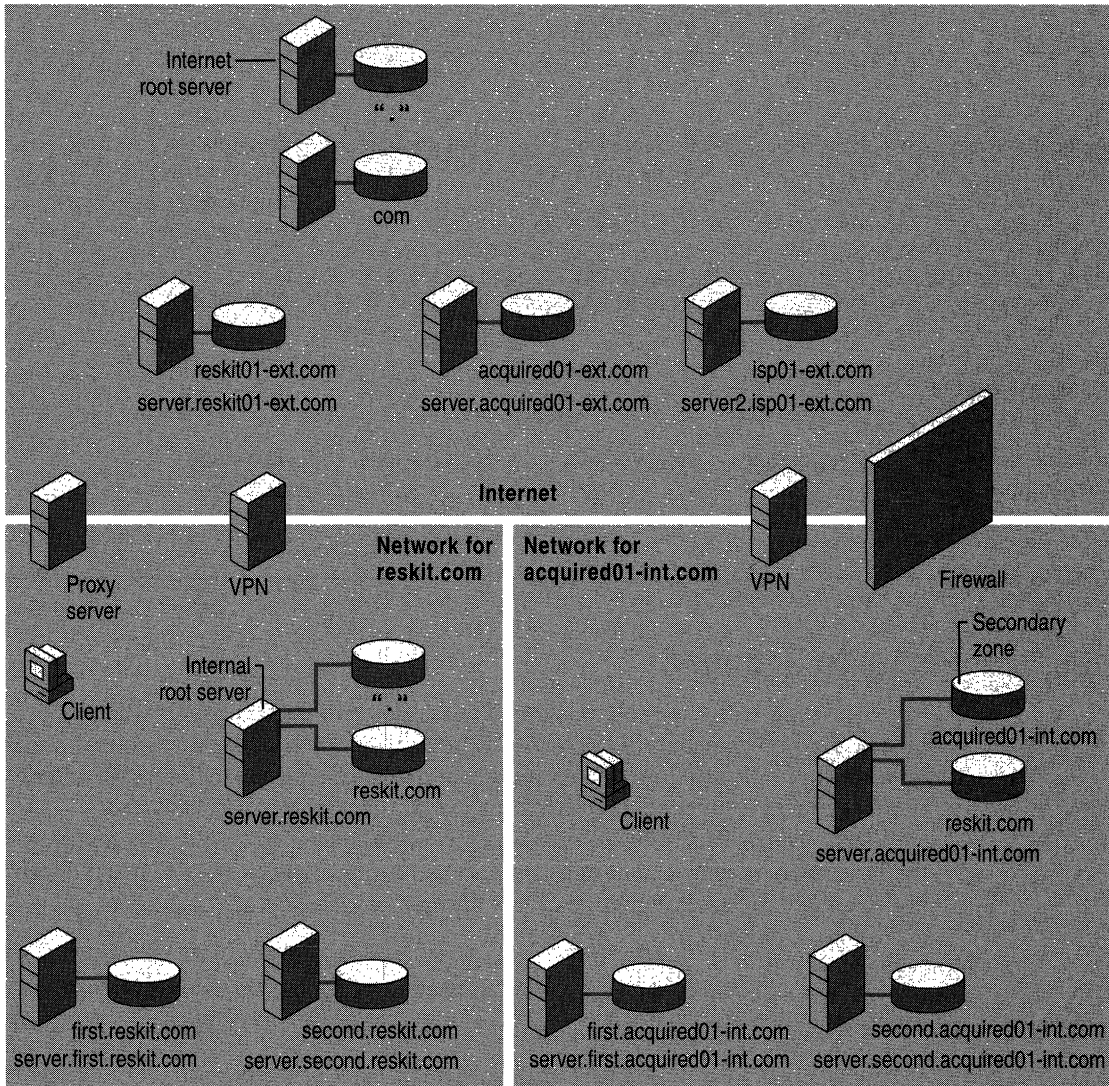 Internet
root server
“.”
com
reskit01-ext.com
server.reskit01-ext.com
acquired01-ext.com
server.acquired01-ext.com
isp01-ext.com
server2.isp01-ext.com
Internet
Proxy
server
VPN
Network for
reskit.com
Network for
acquired01-int.com
VPN
Firewall
Client
Internal
root server
“.”
reskit.com
server.reskit.com
Secondary
zone
acquired01-int.com
reskit.com
server.acquired01-int.com
Client
first.reskit.com
server.first.reskit.com
second.reskit.com
server.second.reskit.com
first.acquired01-int.com
server.first.acquired01-int.com
second.acquired01-int.com
server.second.acquired01-int.com